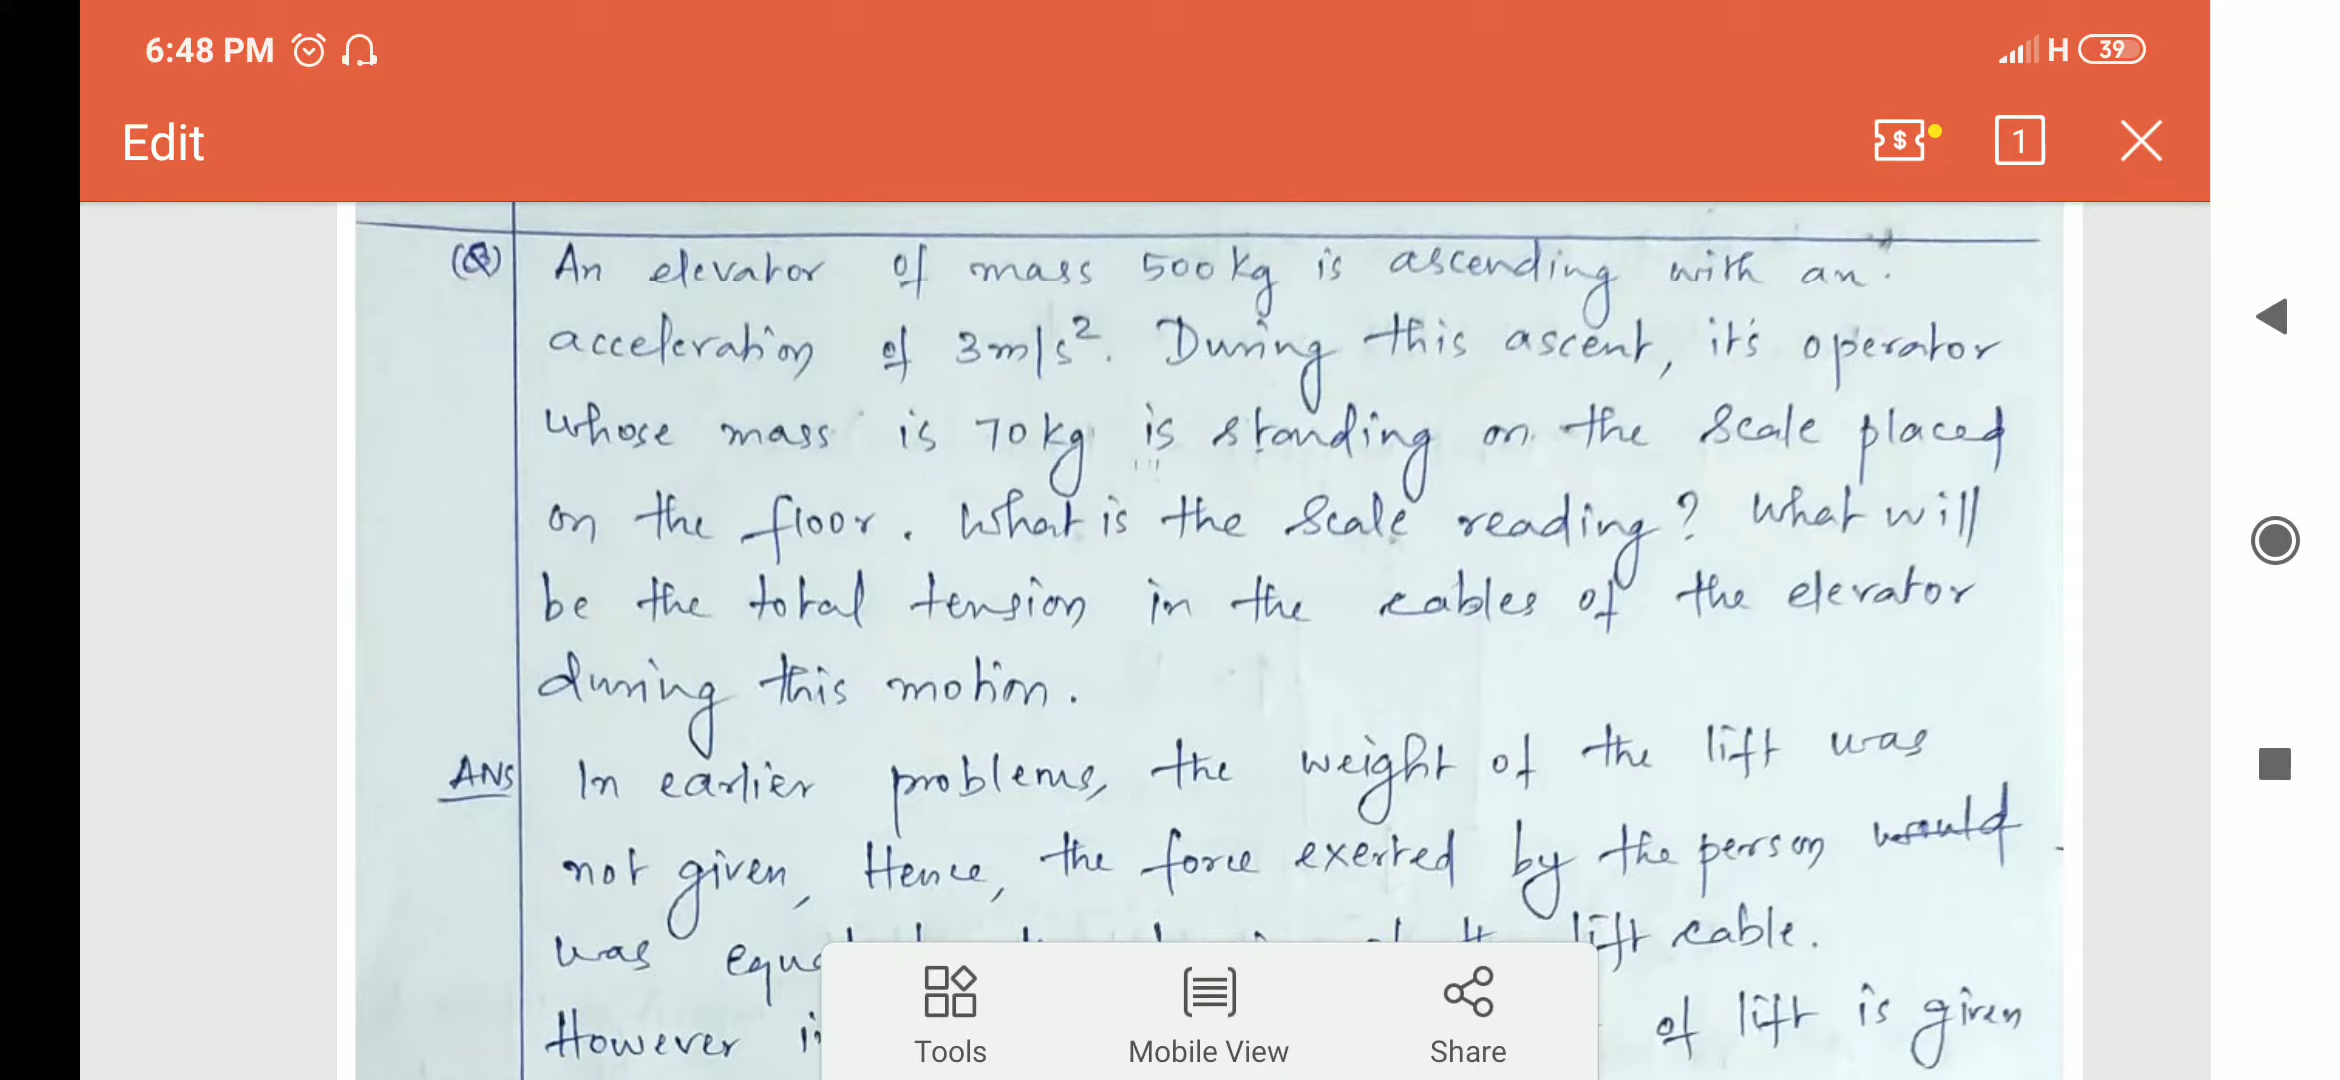 6:48 PM H 39
Edit $ 1
(Q) An elevator of mass 500 kg is ascending with an
acceleration of 3m/s². During this ascent, it's operator
whose mass is 70 kg is standing on the scale placed
on the floor. What is the scale reading? What will
be the total tension in the cables of the elevator
during this motion.
ANS In earlier problems, the weight of the lift was
not given, Hence, the force exerted by the person would
was lift cable.
However of lift is given
Tools Mobile View Share